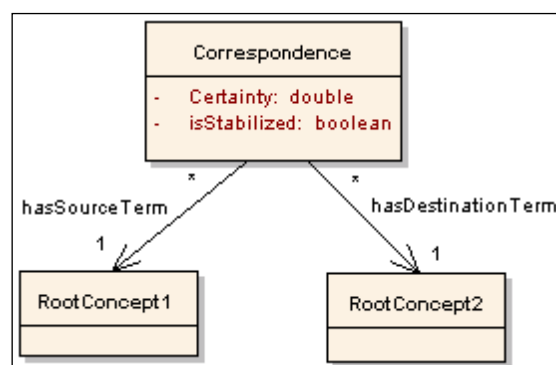 Correspondence
- Certainty: double
- isStabilized: boolean
* *
hasSourceTerm hasDestinationTerm
1 1
RootConcept1 RootConcept2